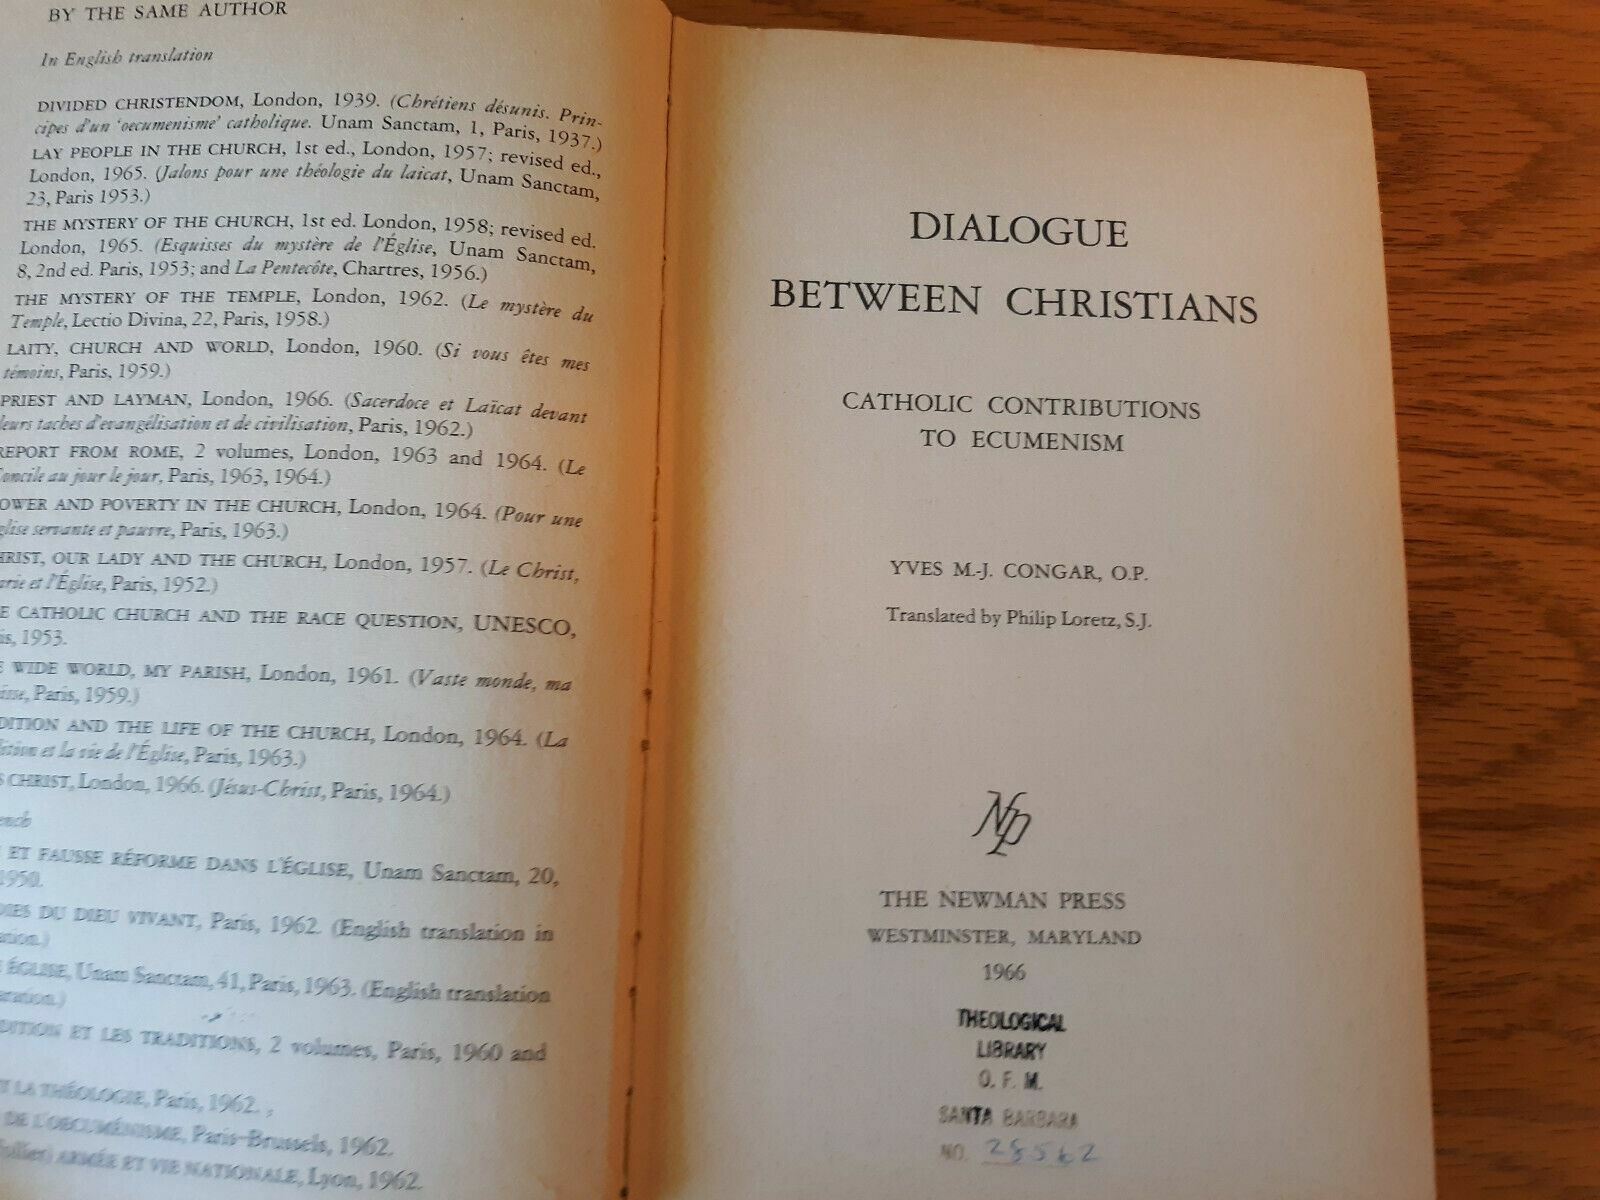 BY THE SAME AUTHOR
In English translation
DIVIDED CHRISTENDOM, London, 1939. (Chrétiens désunis. Prin-
cipes d'un 'oecumenisme' catholique. Unam Sanctam, 1, Paris, 1937.)
LAY PEOPLE IN THE CHURCH, 1st ed., London, 1957; revised ed.,
London, 1965. (Jalons pour une théologie du laicat, Unam Sanctam,
23, Paris 1953.)
THE MYSTERY OF THE CHURCH, 1st ed. London, 1958; revised ed.
London, 1965. (Esquisses du mystère de l'Église, Unam Sanctam,
8, 2nd ed. Paris, 1953; and La Pentecôte, Chartres, 1956.)
THE MYSTERY OF THE TEMPLE, London, 1962. (Le mystère du
Temple, Lectio Divina, 22, Paris, 1958.)
LAITY, CHURCH AND WORLD, London, 1960. (Si vous êtes mes
témoins, Paris, 1959.)
PRIEST AND LAYMAN, London, 1966. (Sacerdoce et Laïcat devant
leurs taches d'evangélisation et de civilisation, Paris, 1962.)
REPORT FROM ROME, 2 volumes, London, 1963 and 1964. (Le
Concile au jour le jour, Paris, 1963, 1964.)
OWER AND POVERTY IN THE CHURCH, London, 1964. (Pour une
glise servante et pauvre, Paris, 1963.)
HRIST, OUR LADY AND THE CHURCH, London, 1957. (Le Christ,
arie et l'Église, Paris, 1952.)
E CATHOLIC CHURCH AND THE RACE QUESTION, UNESCO,
is, 1953.
E WIDE WORLD, MY PARISH, London, 1961. (Vaste monde, ma
isse, Paris, 1959.)
DITION AND THE LIFE OF THE CHURCH, London, 1964. (La
dition et la vie de l'Église, Paris, 1963.)
S CHRIST, London, 1966. (Jésus-Christ, Paris, 1964.)
ench
ET FAUSSE RÉFORME DANS L'ÉGLISE, Unam Sanctam, 20,
1950.
DIES DU DIEU VIVANT, Paris, 1962. (English translation in
ation.)
ÉGLISE, Unam Sanctam, 41, Paris, 1963. (English translation
aration.)
DITION ET LES TRADITIONS, 2 volumes, Paris, 1960 and
T LA THÉOLOGIE, Paris, 1962.
DE L'OECUMÉNISME, Paris-Brussels, 1962.
ARMÉE ET VIE NATIONALE, Lyon, 1962.
DIALOGUE
BETWEEN CHRISTIANS
CATHOLIC CONTRIBUTIONS
TO ECUMENISM
YVES M.-J. CONGAR, O.P.
Translated by Philip Loretz, S.J.
NP
THE NEWMAN PRESS
WESTMINSTER, MARYLAND
1966
THEOLOGICAL
LIBRARY
O. F. M.
SANTA BARBARA
NO. 28562